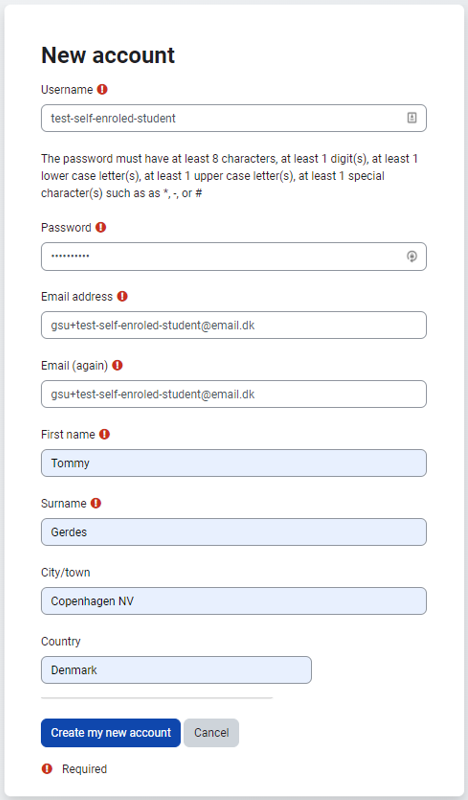 New account
Username
test-self-enroled-student
The password must have at least 8 characters, at least 1 digit(s), at least 1
lower case letter(s), at least 1 upper case letter(s), at least 1 special
character(s) such as as *, -, or #
Password
••••••••••
Email address
gsu+test-self-enroled-student@email.dk
Email (again)
gsu+test-self-enroled-student@email.dk
First name
Tommy
Surname
Gerdes
City/town
Copenhagen NV
Country
Denmark
Create my new account Cancel
Required